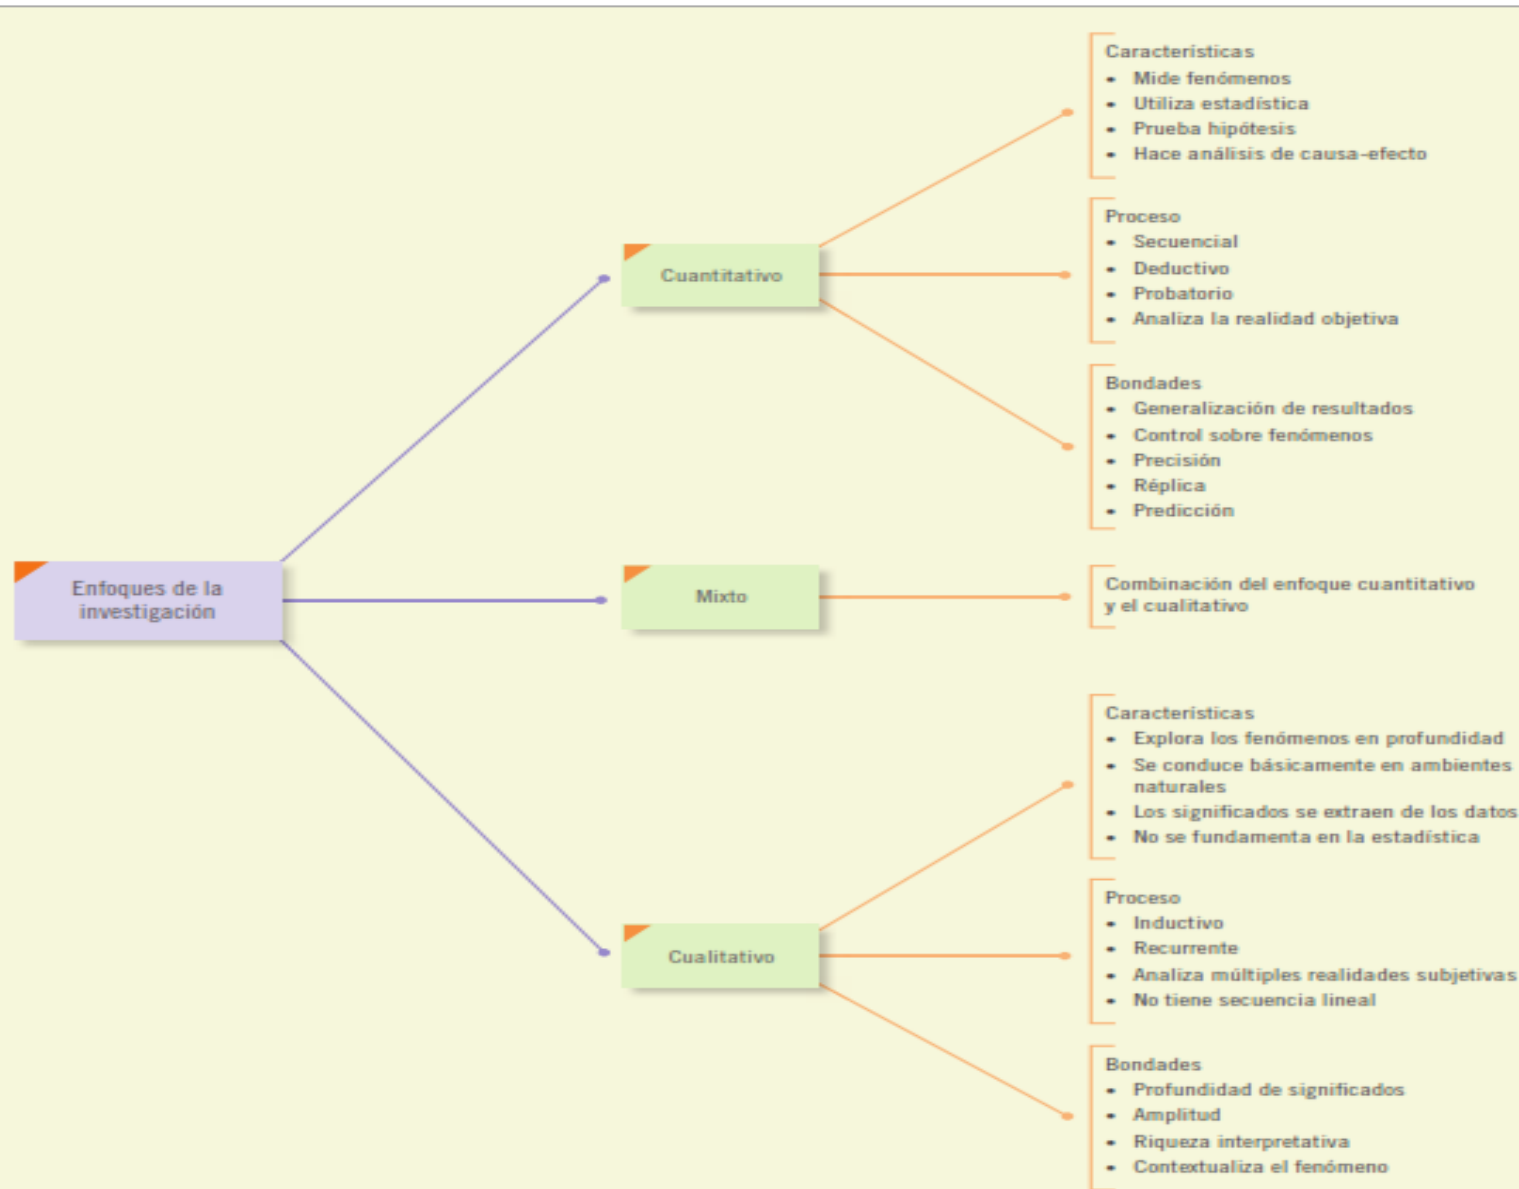 Enfoques de la
investigación
Cuantitativo
Características
• Mide fenómenos
• Utiliza estadística
• Prueba hipótesis
• Hace análisis de causa-efecto
Proceso
• Secuencial
• Deductivo
• Probatorio
• Analiza la realidad objetiva
Bondades
• Generalización de resultados
• Control sobre fenómenos
• Precisión
• Réplica
• Predicción
Mixto
Combinación del enfoque cuantitativo
y el cualitativo
Cualitativo
Características
• Explora los fenómenos en profundidad
• Se conduce básicamente en ambientes
naturales
• Los significados se extraen de los datos
• No se fundamenta en la estadística
Proceso
• Inductivo
• Recurrente
• Analiza múltiples realidades subjetivas
• No tiene secuencia lineal
Bondades
• Profundidad de significados
• Amplitud
• Riqueza interpretativa
• Contextualiza el fenómeno